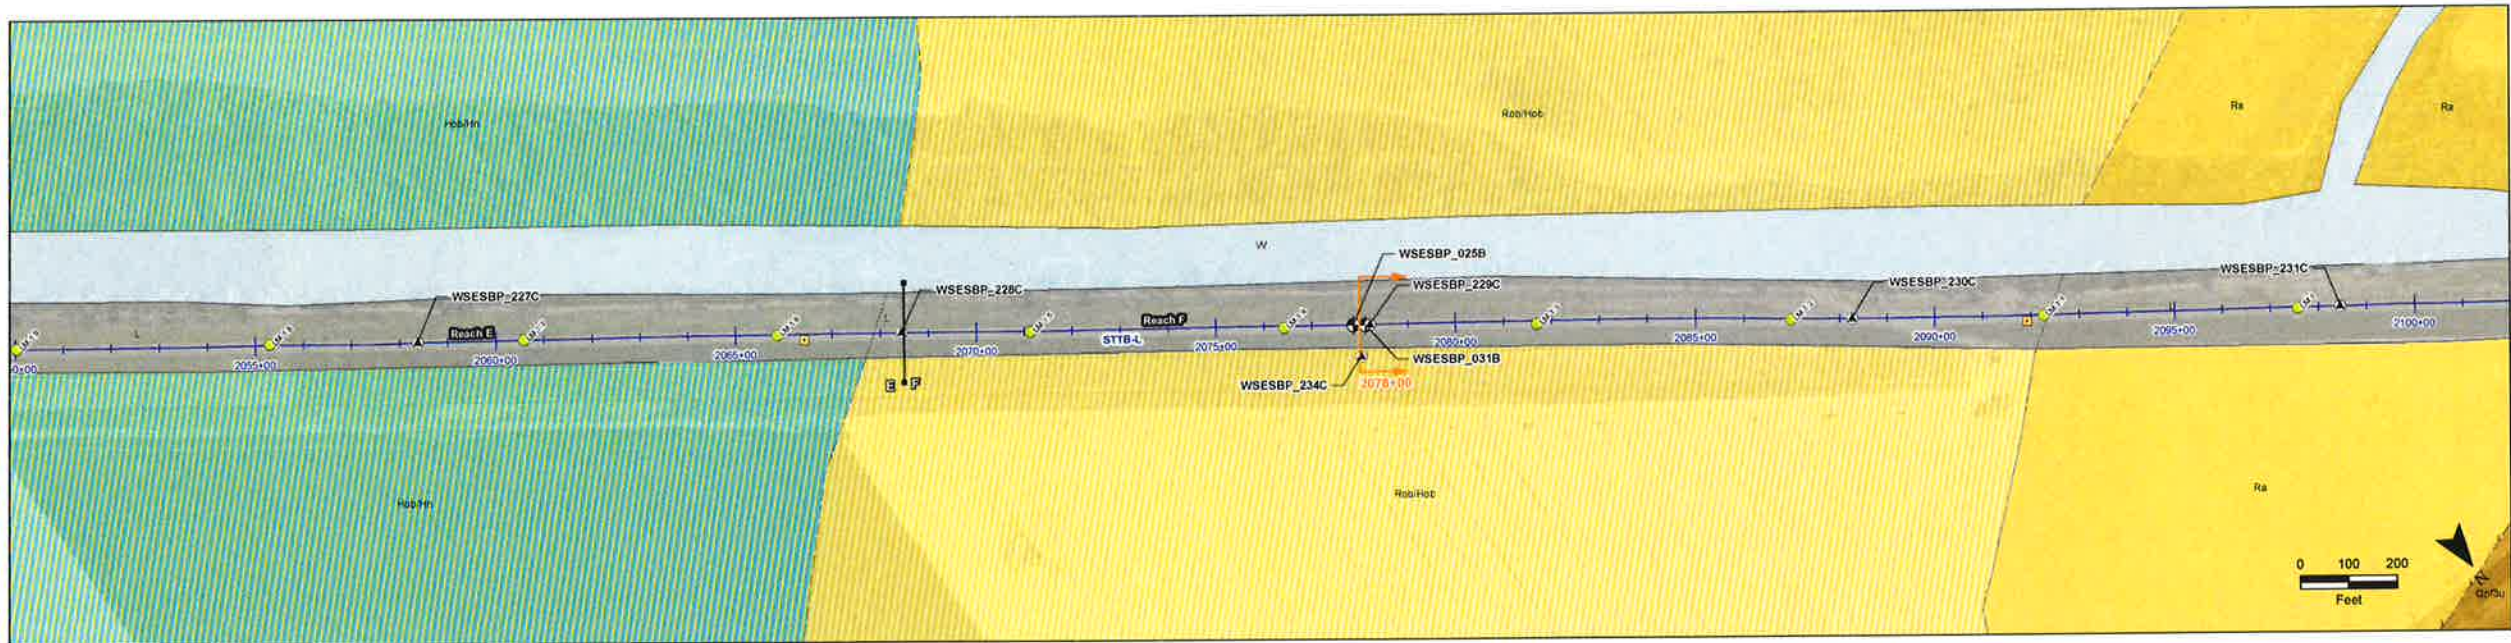 Hob/Hn
Rob/Hob
Ra
Ra
W
WSESBP_025B
WSESBP_227C
WSESBP_228C
WSESBP_229C
WSESBP_230C
WSESBP_231C
L
L
Reach E
Reach F
STTB-L
2055+00
2060+00
2065+00
2070+00
2075+00
2080+00
2085+00
2090+00
2095+00
2100+00
WSESBP_031B
WSESBP_234C
2078+00
E F
Hob/Hn
Rob/Hob
Ra
0 100 200
Feet
N